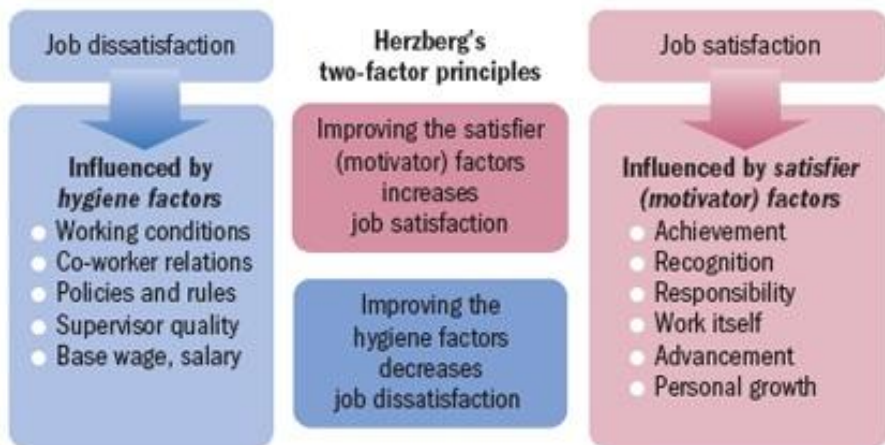 Job dissatisfaction
Influenced by
hygiene factors
Working conditions
Co-worker relations
Policies and rules
Supervisor quality
Base wage, salary
Herzberg's
two-factor principles
Improving the satisfier
(motivator) factors
increases
job satisfaction
Improving the
hygiene factors
decreases
job dissatisfaction
Job satisfaction
Influenced by satisfier
(motivator) factors
Achievement
Recognition
Responsibility
Work itself
Advancement
Personal growth